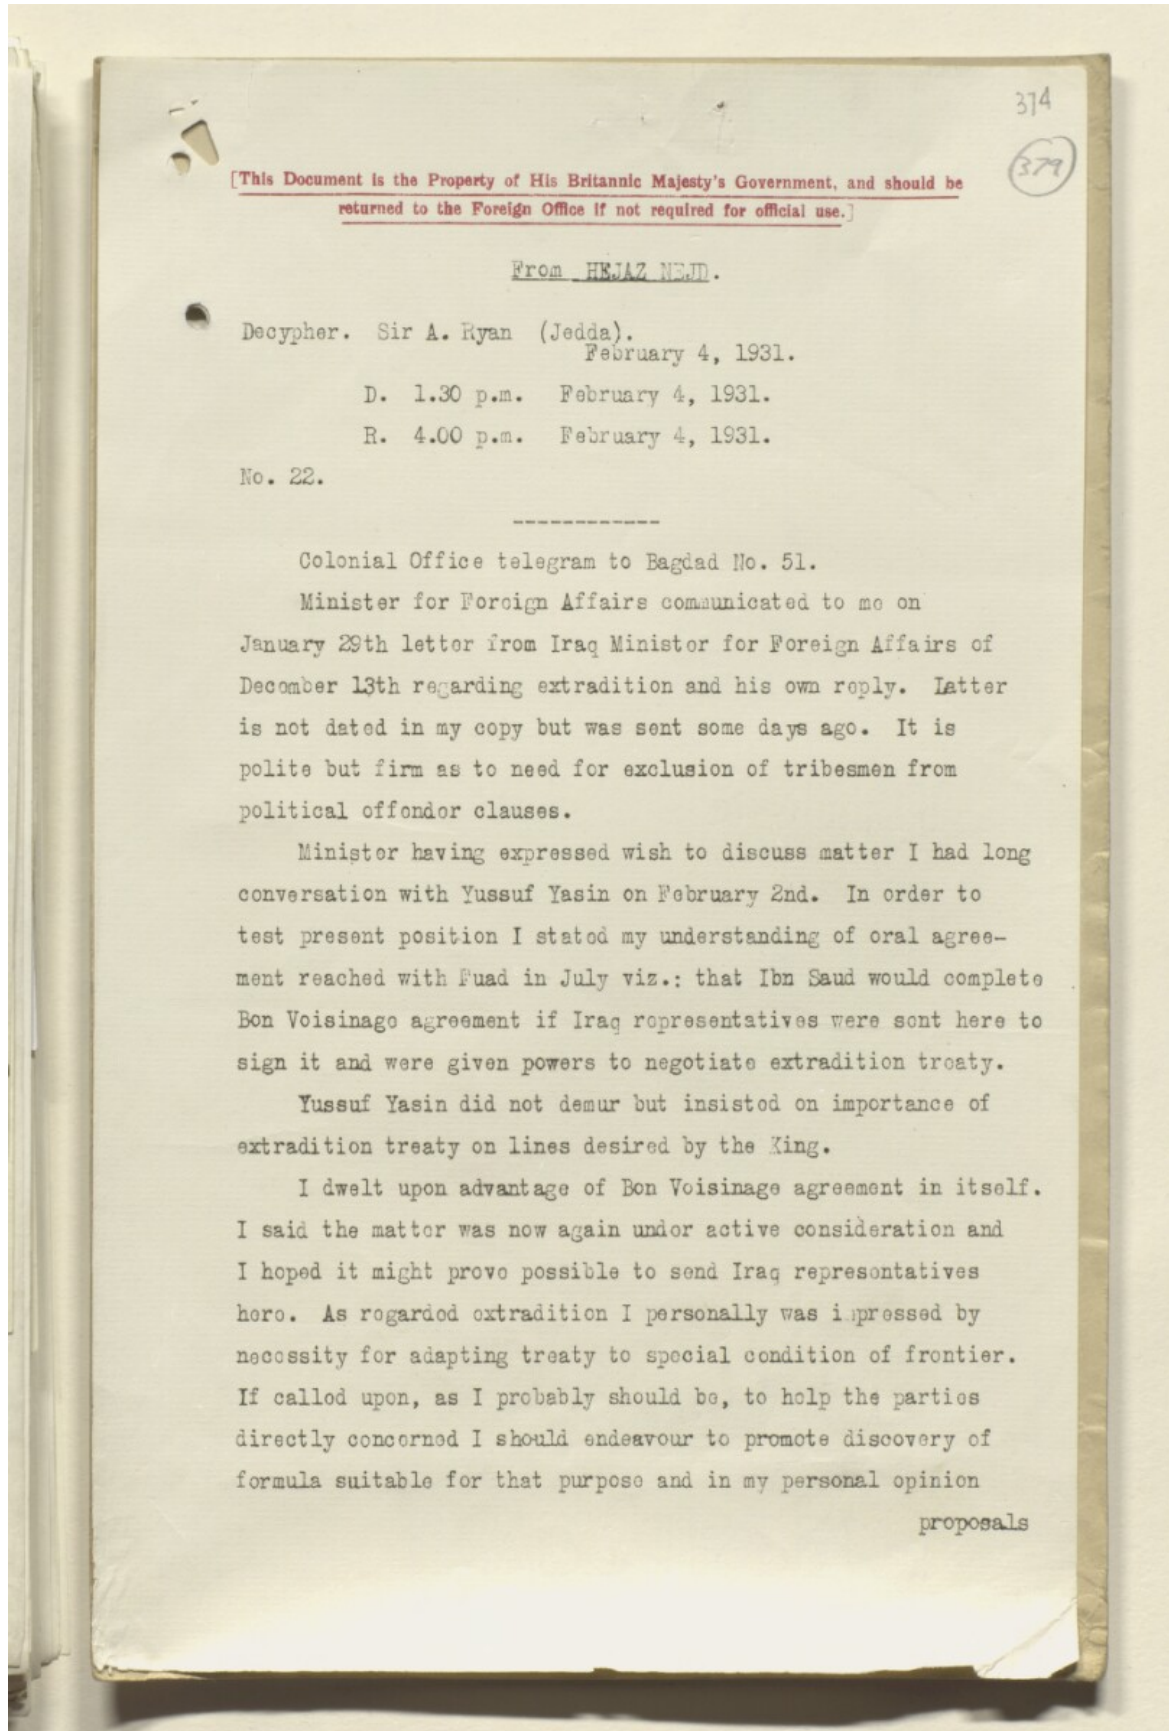 374
379
[This Document is the Property of His Britannic Majesty's Government, and should be
returned to the Foreign Office if not required for official use.]
From HEJAZ NEJD.
Decypher. Sir A. Ryan (Jedda).
February 4, 1931.
D. 1.30 p.m. February 4, 1931.
R. 4.00 p.m. February 4, 1931.
No. 22.
------------
Colonial Office telegram to Bagdad No. 51.
Minister for Foreign Affairs communicated to me on
January 29th letter from Iraq Minister for Foreign Affairs of
December 13th regarding extradition and his own reply. Latter
is not dated in my copy but was sent some days ago. It is
polite but firm as to need for exclusion of tribesmen from
political offender clauses.
Minister having expressed wish to discuss matter I had long
conversation with Yussuf Yasin on February 2nd. In order to
test present position I stated my understanding of oral agree-
ment reached with Fuad in July viz.: that Ibn Saud would complete
Bon Voisinage agreement if Iraq representatives were sent here to
sign it and were given powers to negotiate extradition treaty.
Yussuf Yasin did not demur but insisted on importance of
extradition treaty on lines desired by the King.
I dwelt upon advantage of Bon Voisinage agreement in itself.
I said the matter was now again under active consideration and
I hoped it might prove possible to send Iraq representatives
here. As regarded extradition I personally was impressed by
necessity for adapting treaty to special condition of frontier.
If called upon, as I probably should be, to help the parties
directly concerned I should endeavour to promote discovery of
formula suitable for that purpose and in my personal opinion
proposals